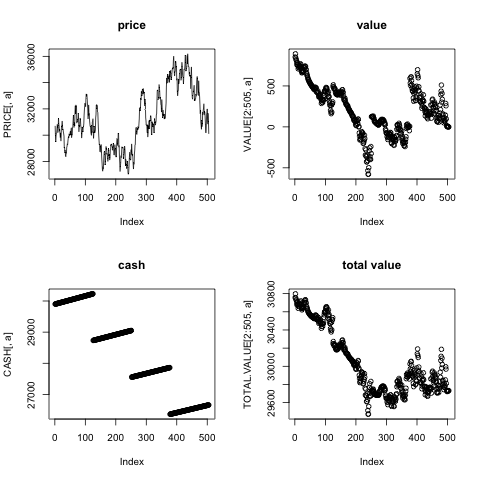 price
PRICE[, a]
28000 32000 36000
0 100 200 300 400 500
Index
value
VALUE[2:505, a]
-500 0 500
0 100 200 300 400 500
Index
cash
CASH[, a]
27000 29000
0 100 200 300 400 500
Index
total value
TOTAL.VALUE[2:505, a]
29600 30000 30400 30800
0 100 200 300 400 500
Index